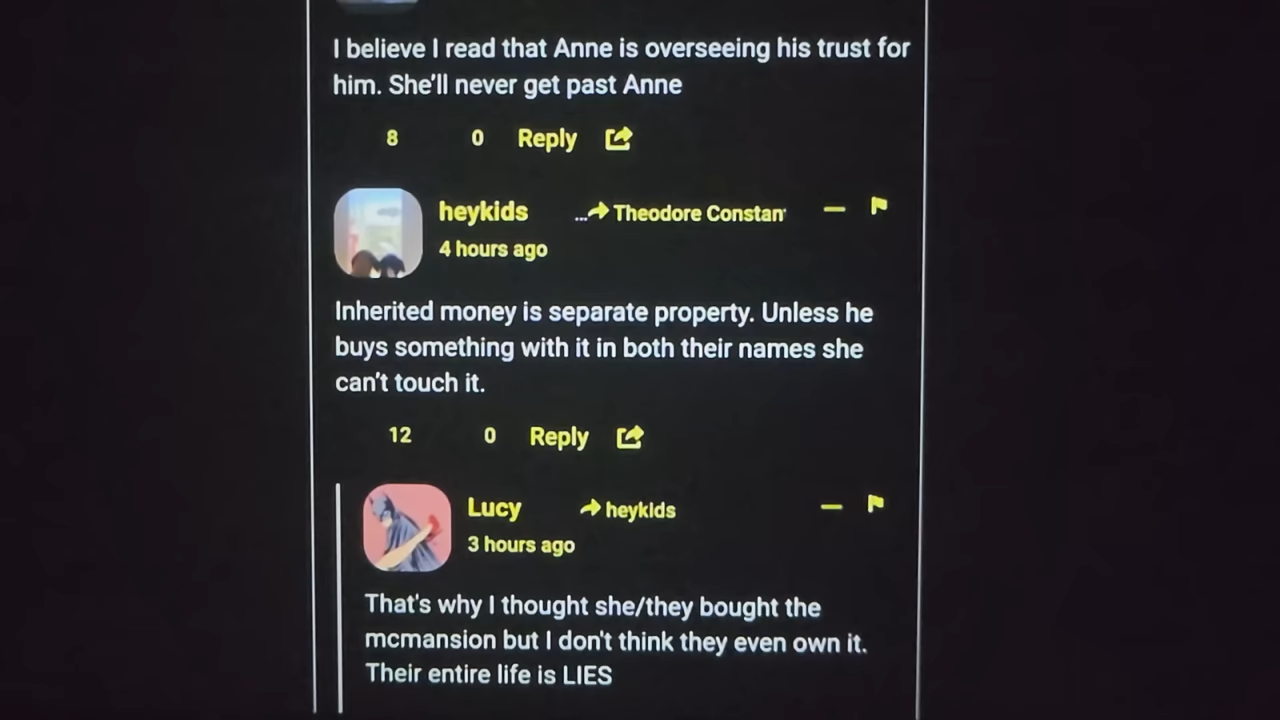 I believe I read that Anne is overseeing his trust for
him. She'll never get past Anne
8 0 Reply
heykids ... Theodore Constan
4 hours ago
Inherited money is separate property. Unless he
buys something with it in both their names she
can't touch it.
12 0 Reply
Lucy heykids
3 hours ago
That's why I thought she/they bought the
mcmansion but I don't think they even own it.
Their entire life is LIES